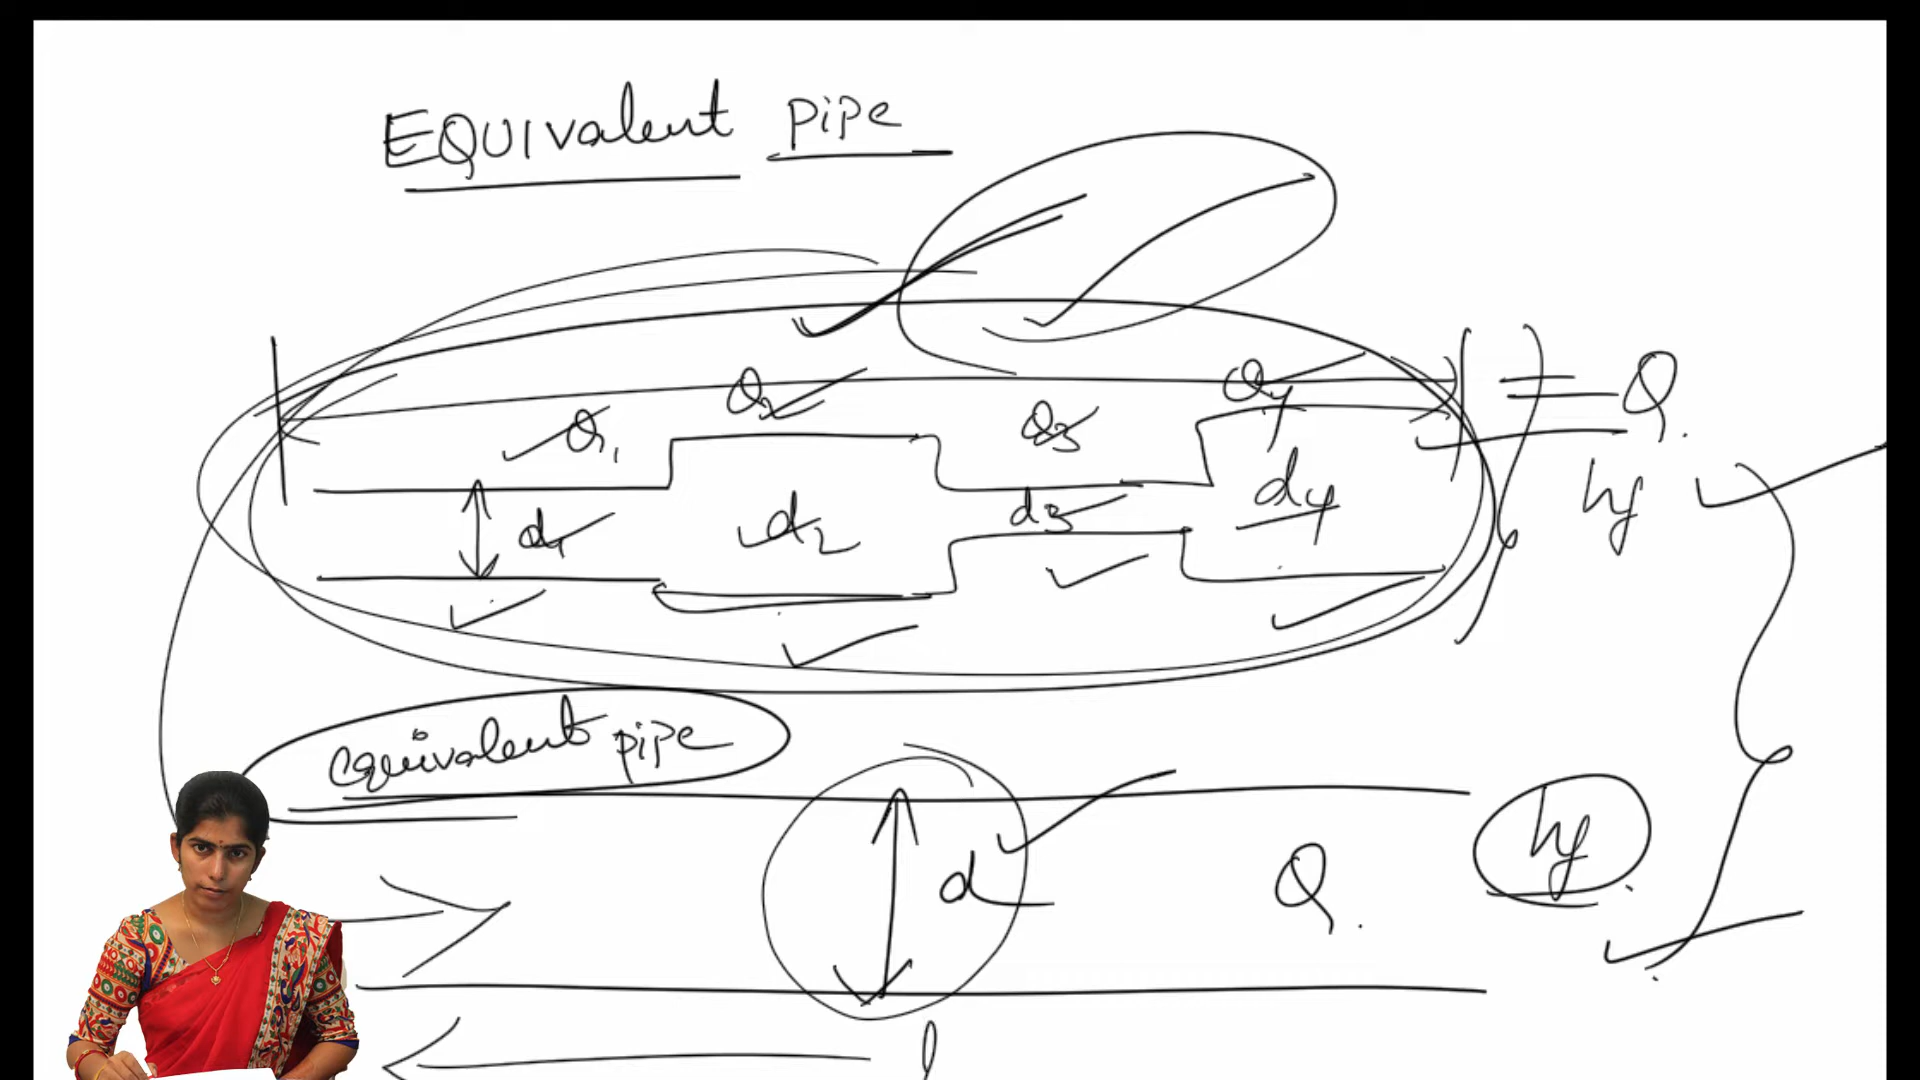 EQUIvalent pipe
Q1 Q2 Q3 Q4 = Q.
d1 d2 d3 d4 hf
equivalent pipe
d Q. hf
l